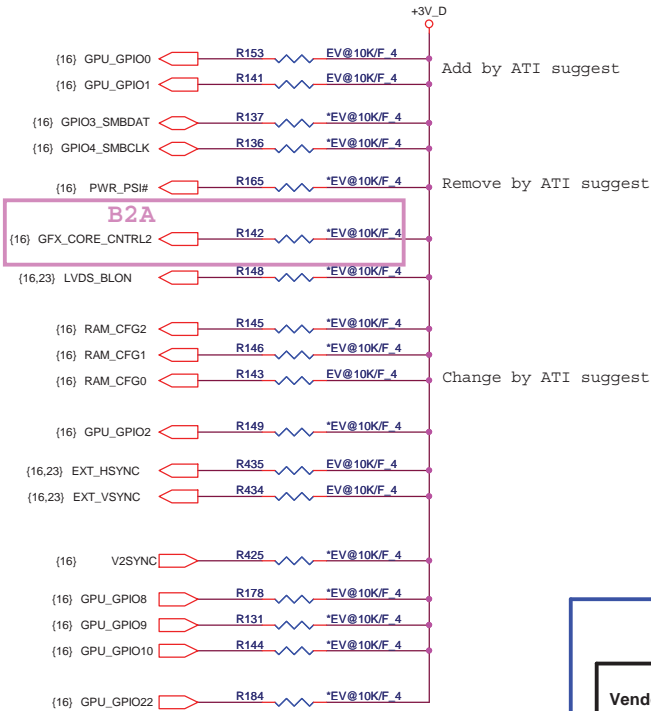 +3V_D
{16} GPU_GPIO0 R153 EV@10K/F_4
Add by ATI suggest
{16} GPU_GPIO1 R141 EV@10K/F_4
{16} GPIO3_SMBDAT R137 *EV@10K/F_4
{16} GPIO4_SMBCLK R136 *EV@10K/F_4
{16} PWR_PSI# R165 *EV@10K/F_4 Remove by ATI suggest
B2A
{16} GFX_CORE_CNTRL2 R142 *EV@10K/F_4
{16,23} LVDS_BLON R148 *EV@10K/F_4
{16} RAM_CFG2 R145 *EV@10K/F_4
{16} RAM_CFG1 R146 *EV@10K/F_4
{16} RAM_CFG0 R143 EV@10K/F_4 Change by ATI suggest
{16} GPU_GPIO2 R149 *EV@10K/F_4
{16,23} EXT_HSYNC R435 EV@10K/F_4
{16,23} EXT_VSYNC R434 EV@10K/F_4
{16} V2SYNC R425 *EV@10K/F_4
{16} GPU_GPIO8 R178 *EV@10K/F_4
{16} GPU_GPIO9 R131 *EV@10K/F_4
{16} GPU_GPIO10 R144 *EV@10K/F_4
{16} GPU_GPIO22 R184 *EV@10K/F_4